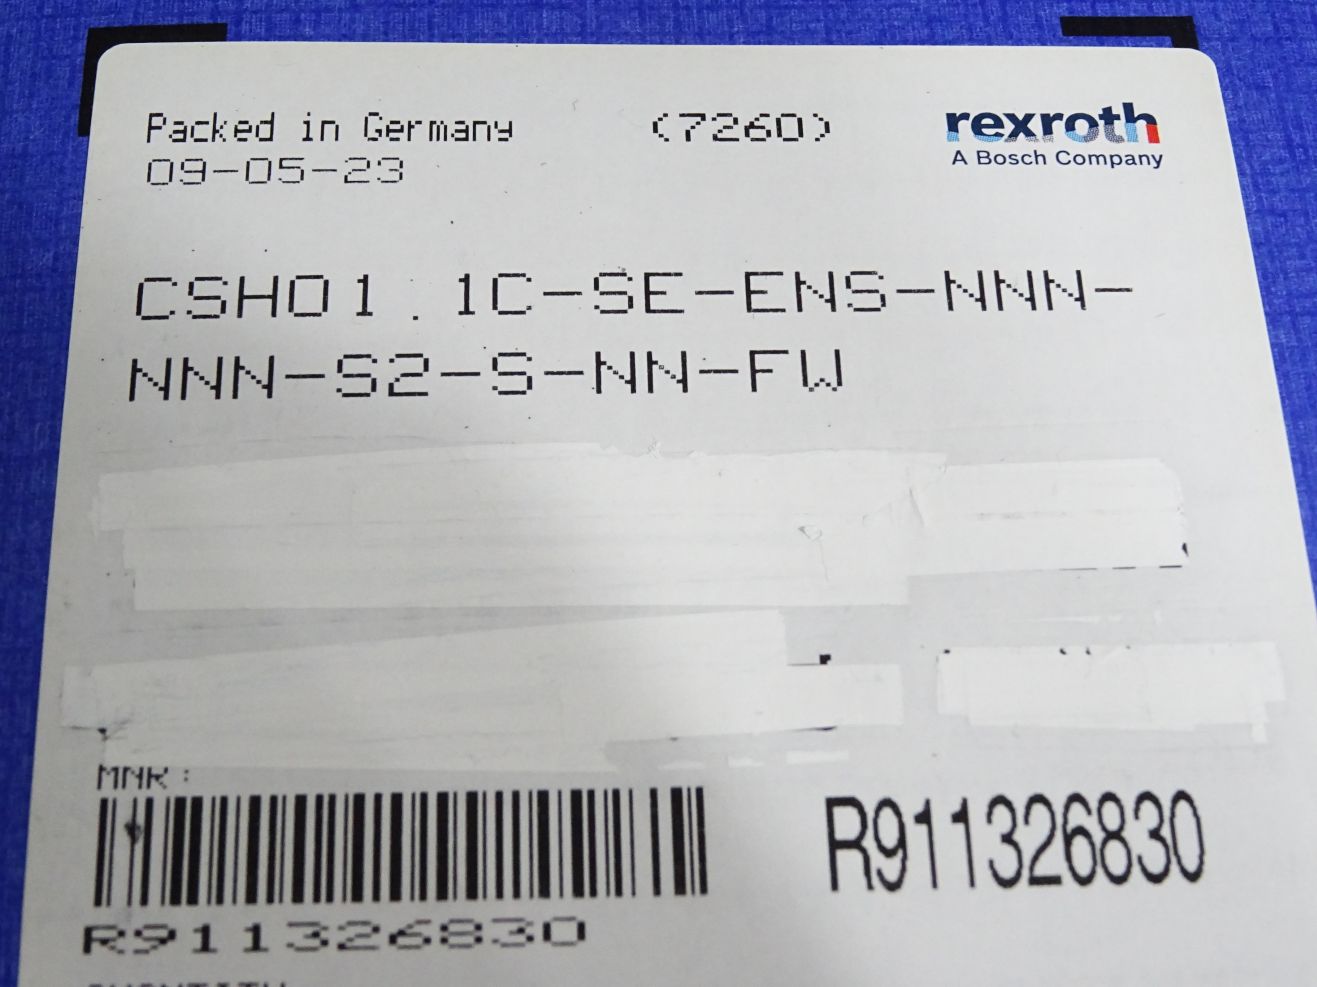 Packed in Germany (7260)
09-05-23
rexroth
A Bosch Company
CSH01.1C-SE-ENS-NNN-
NNN-S2-S-NN-FW
MNR:
R911326830
R911326830